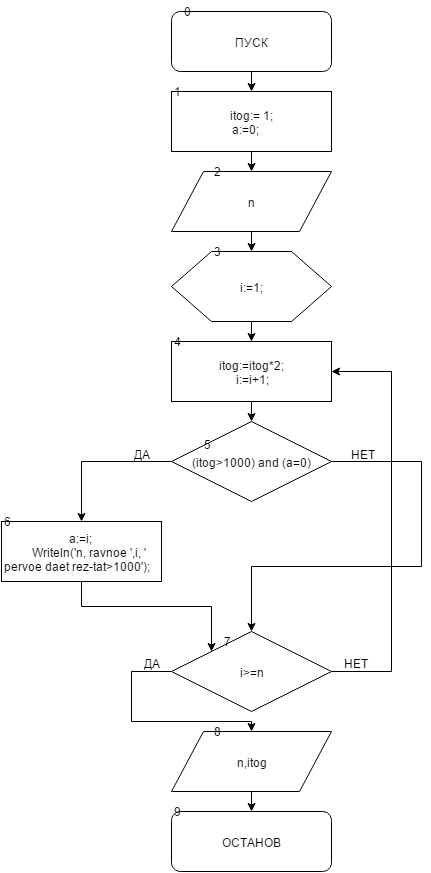 0
ПУСК
1
itog:= 1;
a:=0;
2
n
3
i:=1;
4
itog:=itog*2;
i:=i+1;
5
ДА
НЕТ
(itog>1000) and (a=0)
6
a:=i;
Writeln('n, ravnoe ',i, '
pervoe daet rez-tat>1000');
7
ДА
НЕТ
i>=n
8
n,itog
9
ОСТАНОВ